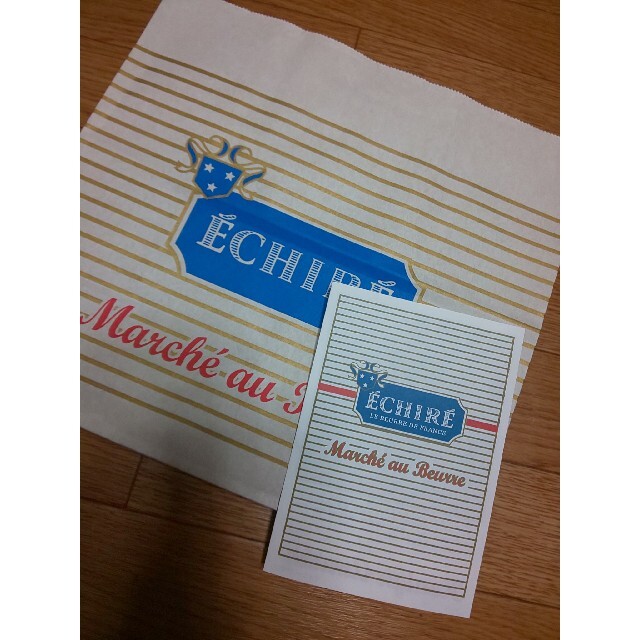 ÉCHIRÉ
Marché au B
ÉCHIRÉ
LE BEURRE DE FRANCE
Marché au Beurre